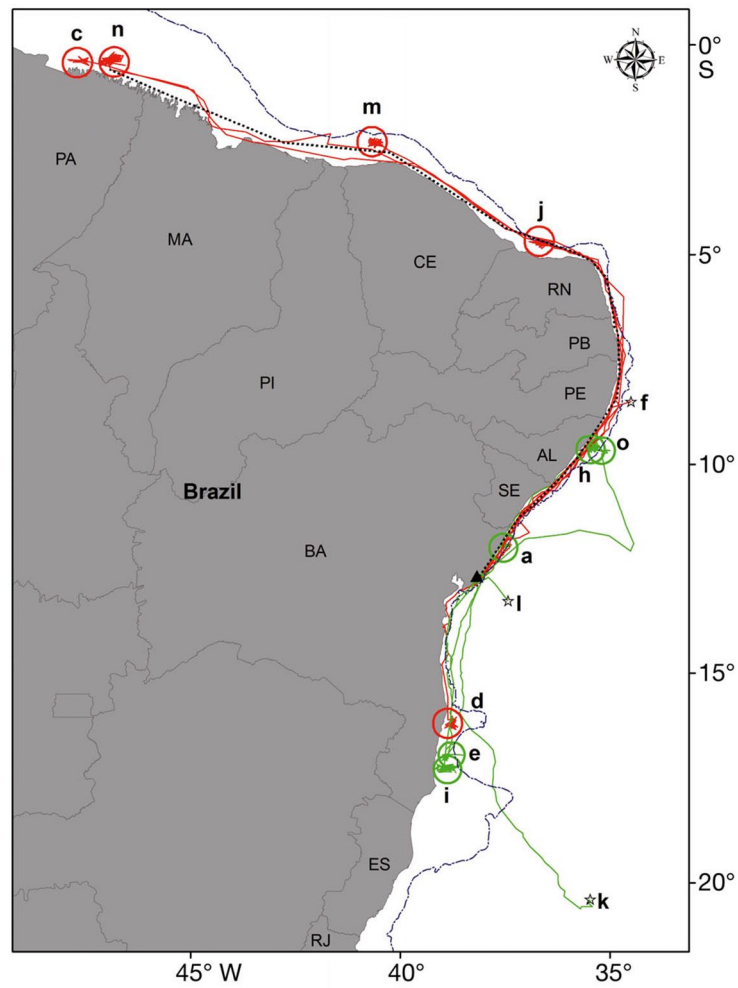 c
n
N
W
E
S
0°
S
m
PA
MA
j
CE
5°
RN
PB
PI
PE
f
AL
o
h
10°
Brazil
SE
BA
a
l
15°
d
e
i
ES
20°
k
RJ
45° W
40°
35°